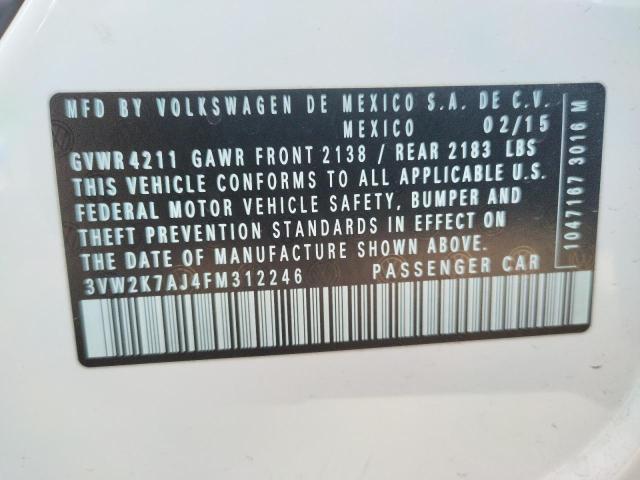 MFD BY VOLKSWAGEN DE MEXICO S.A. DE C.V.
MEXICO 02/15
GVWR 4211 GAWR FRONT 2138 / REAR 2183 LBS
THIS VEHICLE CONFORMS TO ALL APPLICABLE U.S.
FEDERAL MOTOR VEHICLE SAFETY, BUMPER AND
THEFT PREVENTION STANDARDS IN EFFECT ON
THE DATE OF MANUFACTURE SHOWN ABOVE.
3VW2K7AJ4FM312246 PASSENGER CAR
1047167 3016 M